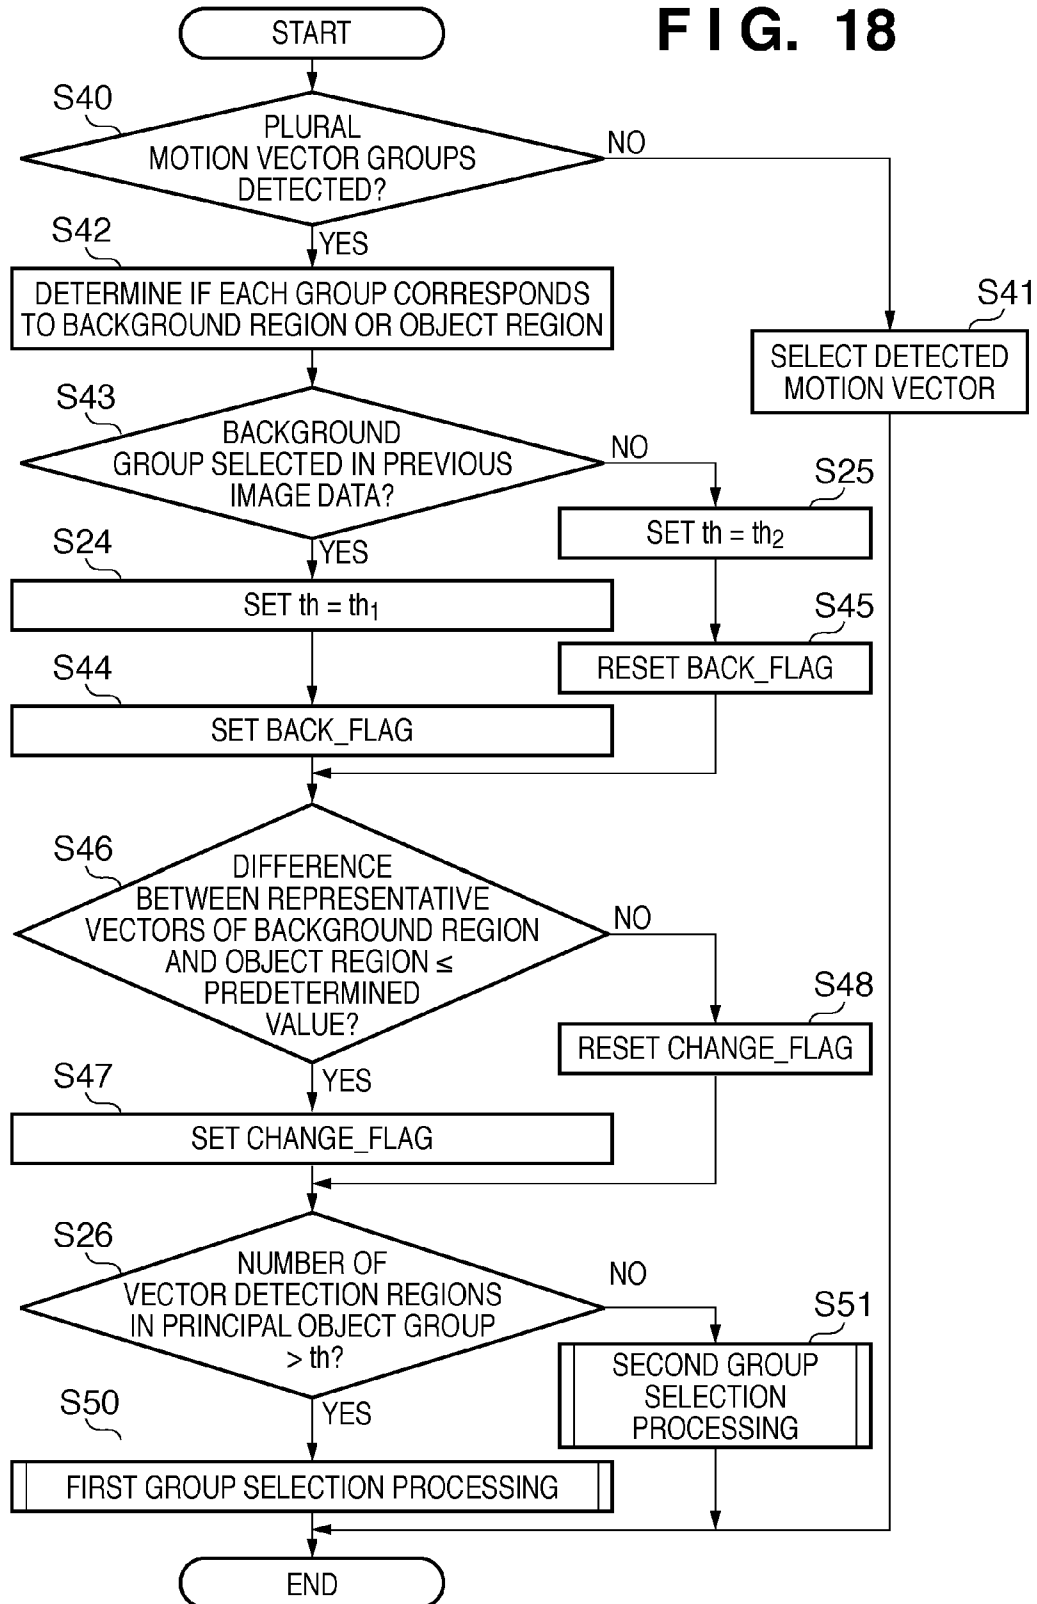 FIG. 18
START
S40
PLURAL
MOTION VECTOR GROUPS
DETECTED?
NO
YES
S42
DETERMINE IF EACH GROUP CORRESPONDS
TO BACKGROUND REGION OR OBJECT REGION
S41
SELECT DETECTED
MOTION VECTOR
S43
BACKGROUND
GROUP SELECTED IN PREVIOUS
IMAGE DATA?
NO
YES
S25
SET th = th2
S24
SET th = th1
S45
RESET BACK_FLAG
S44
SET BACK_FLAG
S46
DIFFERENCE
BETWEEN REPRESENTATIVE
VECTORS OF BACKGROUND REGION
AND OBJECT REGION ≤
PREDETERMINED
VALUE?
NO
YES
S48
RESET CHANGE_FLAG
S47
SET CHANGE_FLAG
S26
NUMBER OF
VECTOR DETECTION REGIONS
IN PRINCIPAL OBJECT GROUP
> th?
NO
YES
S51
SECOND GROUP
SELECTION
PROCESSING
S50
FIRST GROUP SELECTION PROCESSING
END